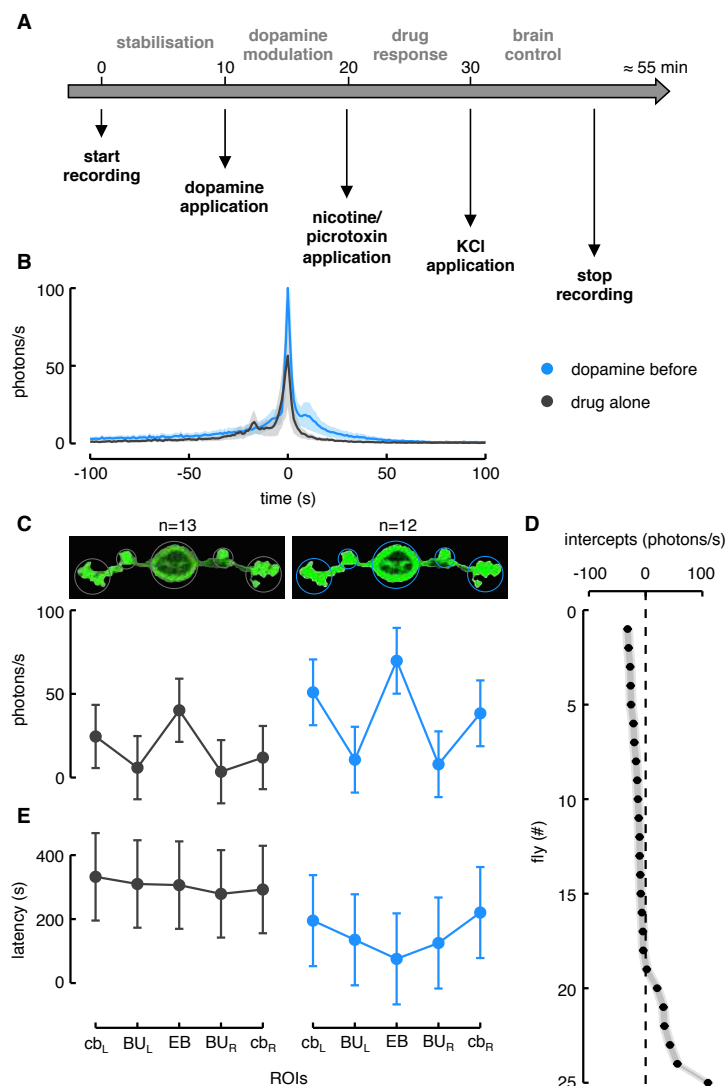 A
stabilisation
dopamine
modulation
drug
response
brain
control
0 10 20 30 ≈ 55 min
start
recording
dopamine
application
nicotine/
picrotoxin
application
KCl
application
stop
recording
B
100
50
0
photons/s
-100 -50 0 50 100
time (s)
dopamine before
drug alone
C
n=13 n=12
100
50
0
photons/s
D
intercepts (photons/s)
-100 0 100
0
5
10
15
20
25
fly (#)
E
400
200
0
latency (s)
cbL BUL EB BUR cbR cbL BUL EB BUR cbR
ROIs